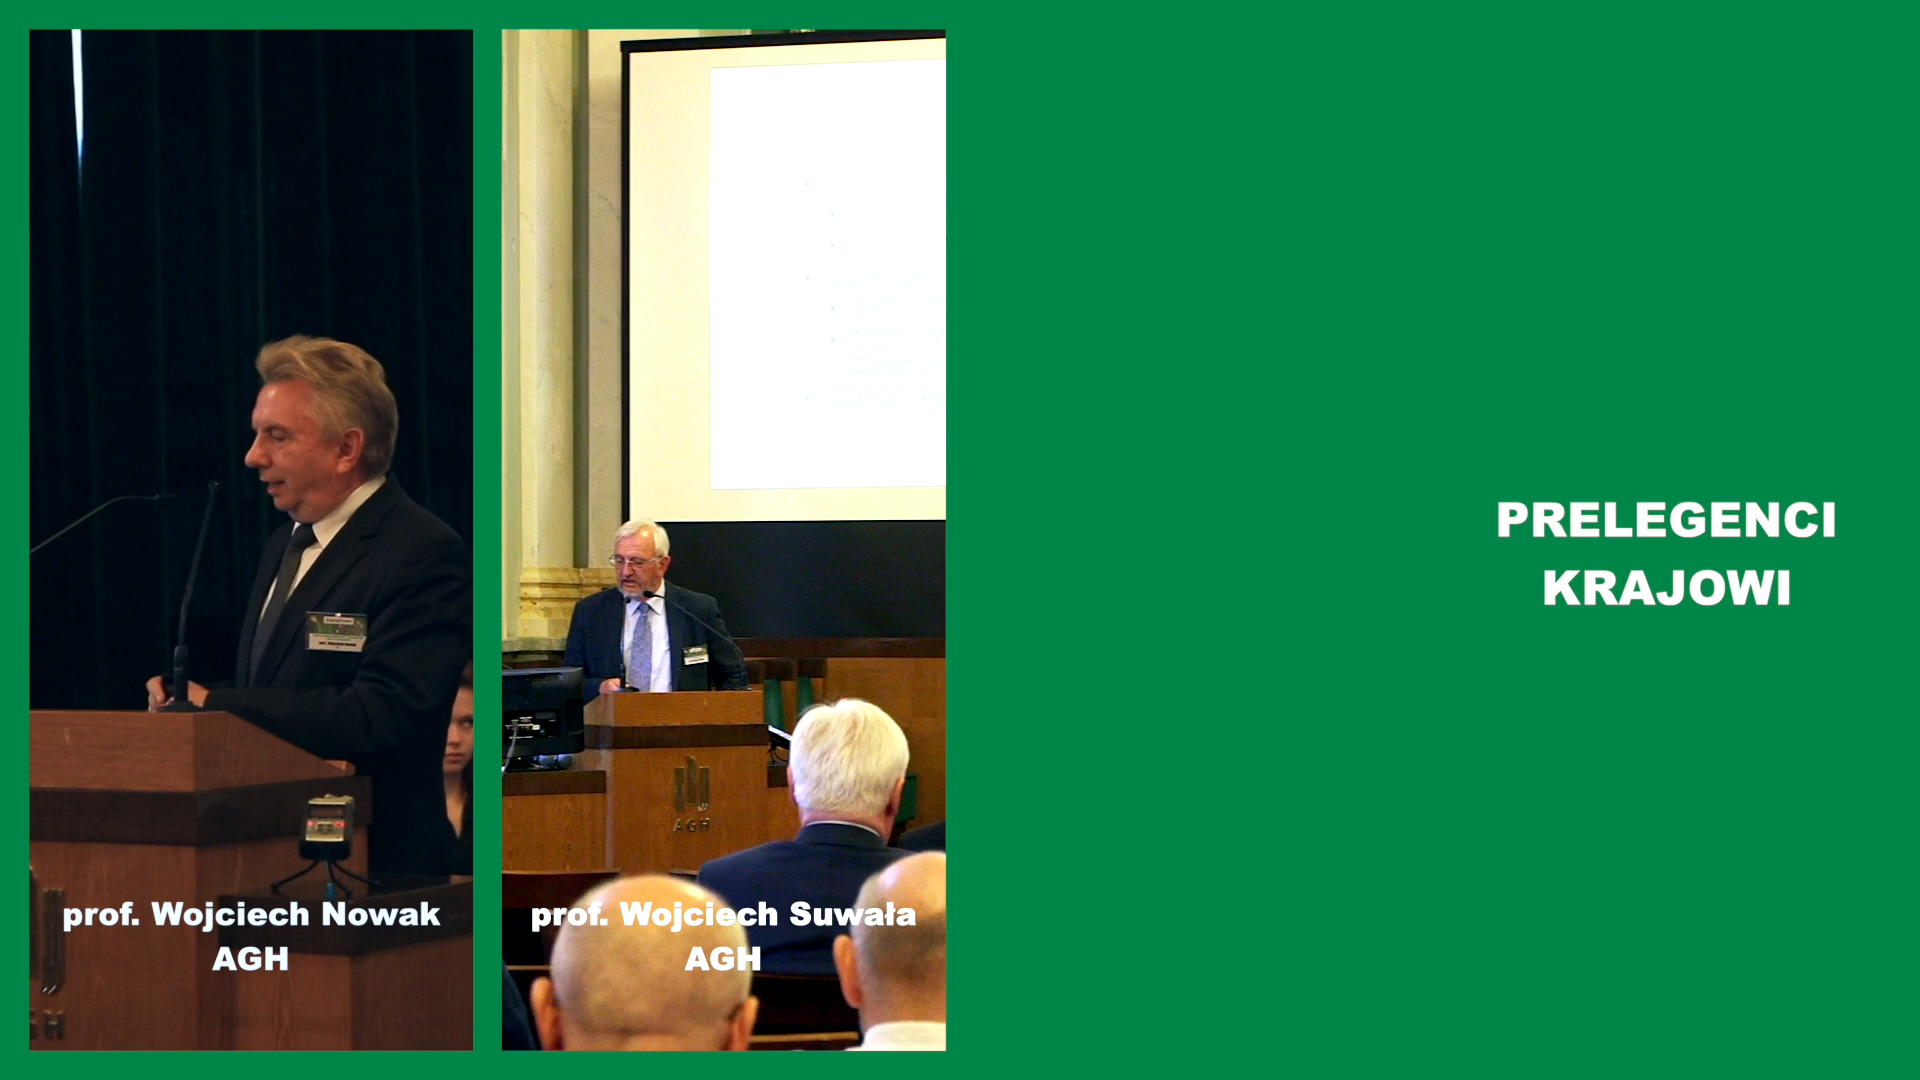 prof. Wojciech Nowak
AGH
prof. Wojciech Suwała
AGH
AGH
PRELEGENCI
KRAJOWI